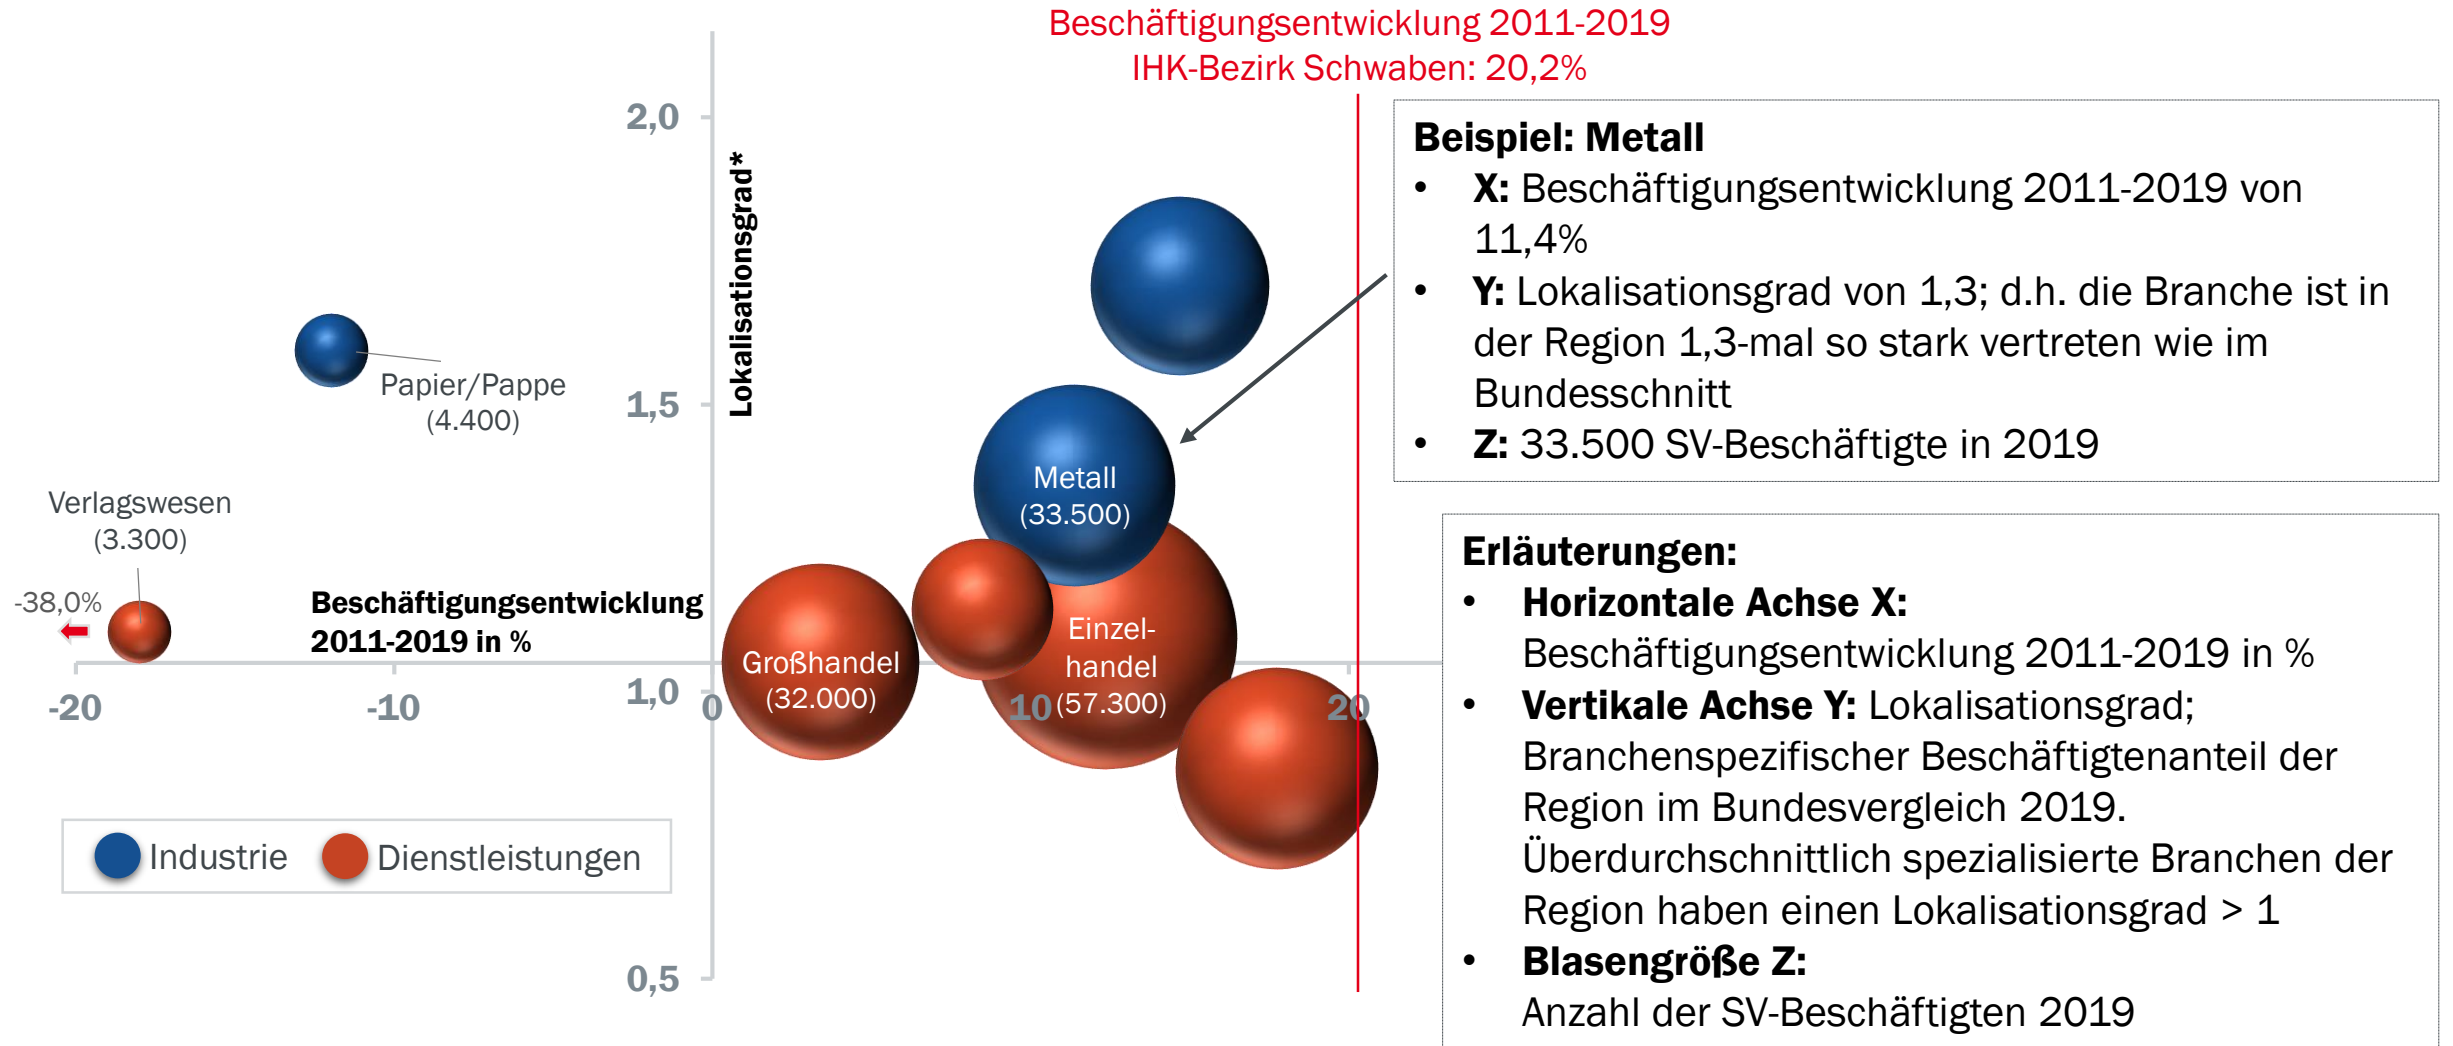 Beschäftigungsentwicklung 2011-2019
IHK-Bezirk Schwaben: 20,2%
2,0
1,5
1,0
0,5
Lokalisationsgrad*
Beispiel: Metall
• X: Beschäftigungsentwicklung 2011-2019 von
11,4%
• Y: Lokalisationsgrad von 1,3; d.h. die Branche ist in
der Region 1,3-mal so stark vertreten wie im
Bundesschnitt
• Z: 33.500 SV-Beschäftigte in 2019
Papier/Pappe
(4.400)
Metall
(33.500)
Verlagswesen
(3.300)
-38,0%
Beschäftigungsentwicklung
2011-2019 in %
Großhandel
(32.000)
Einzel-
handel
(57.300)
-20
-10
0
10
20
Industrie
Dienstleistungen
Erläuterungen:
• Horizontale Achse X:
Beschäftigungsentwicklung 2011-2019 in %
• Vertikale Achse Y: Lokalisationsgrad;
Branchenspezifischer Beschäftigtenanteil der
Region im Bundesvergleich 2019.
Überdurchschnittlich spezialisierte Branchen der
Region haben einen Lokalisationsgrad > 1
• Blasengröße Z:
Anzahl der SV-Beschäftigten 2019